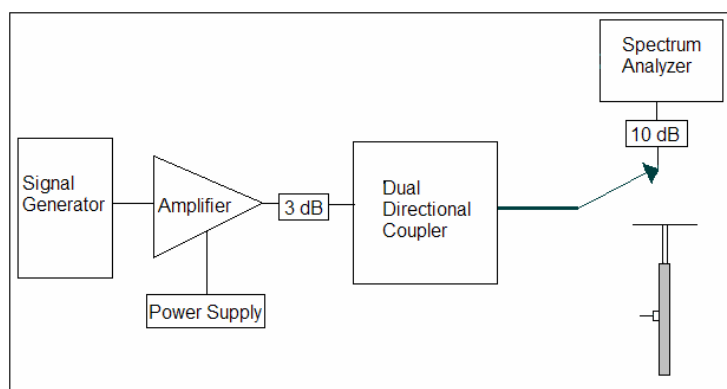 Spectrum
Analyzer
10 dB
Signal
Generator
Amplifier
3 dB
Dual
Directional
Coupler
Power Supply